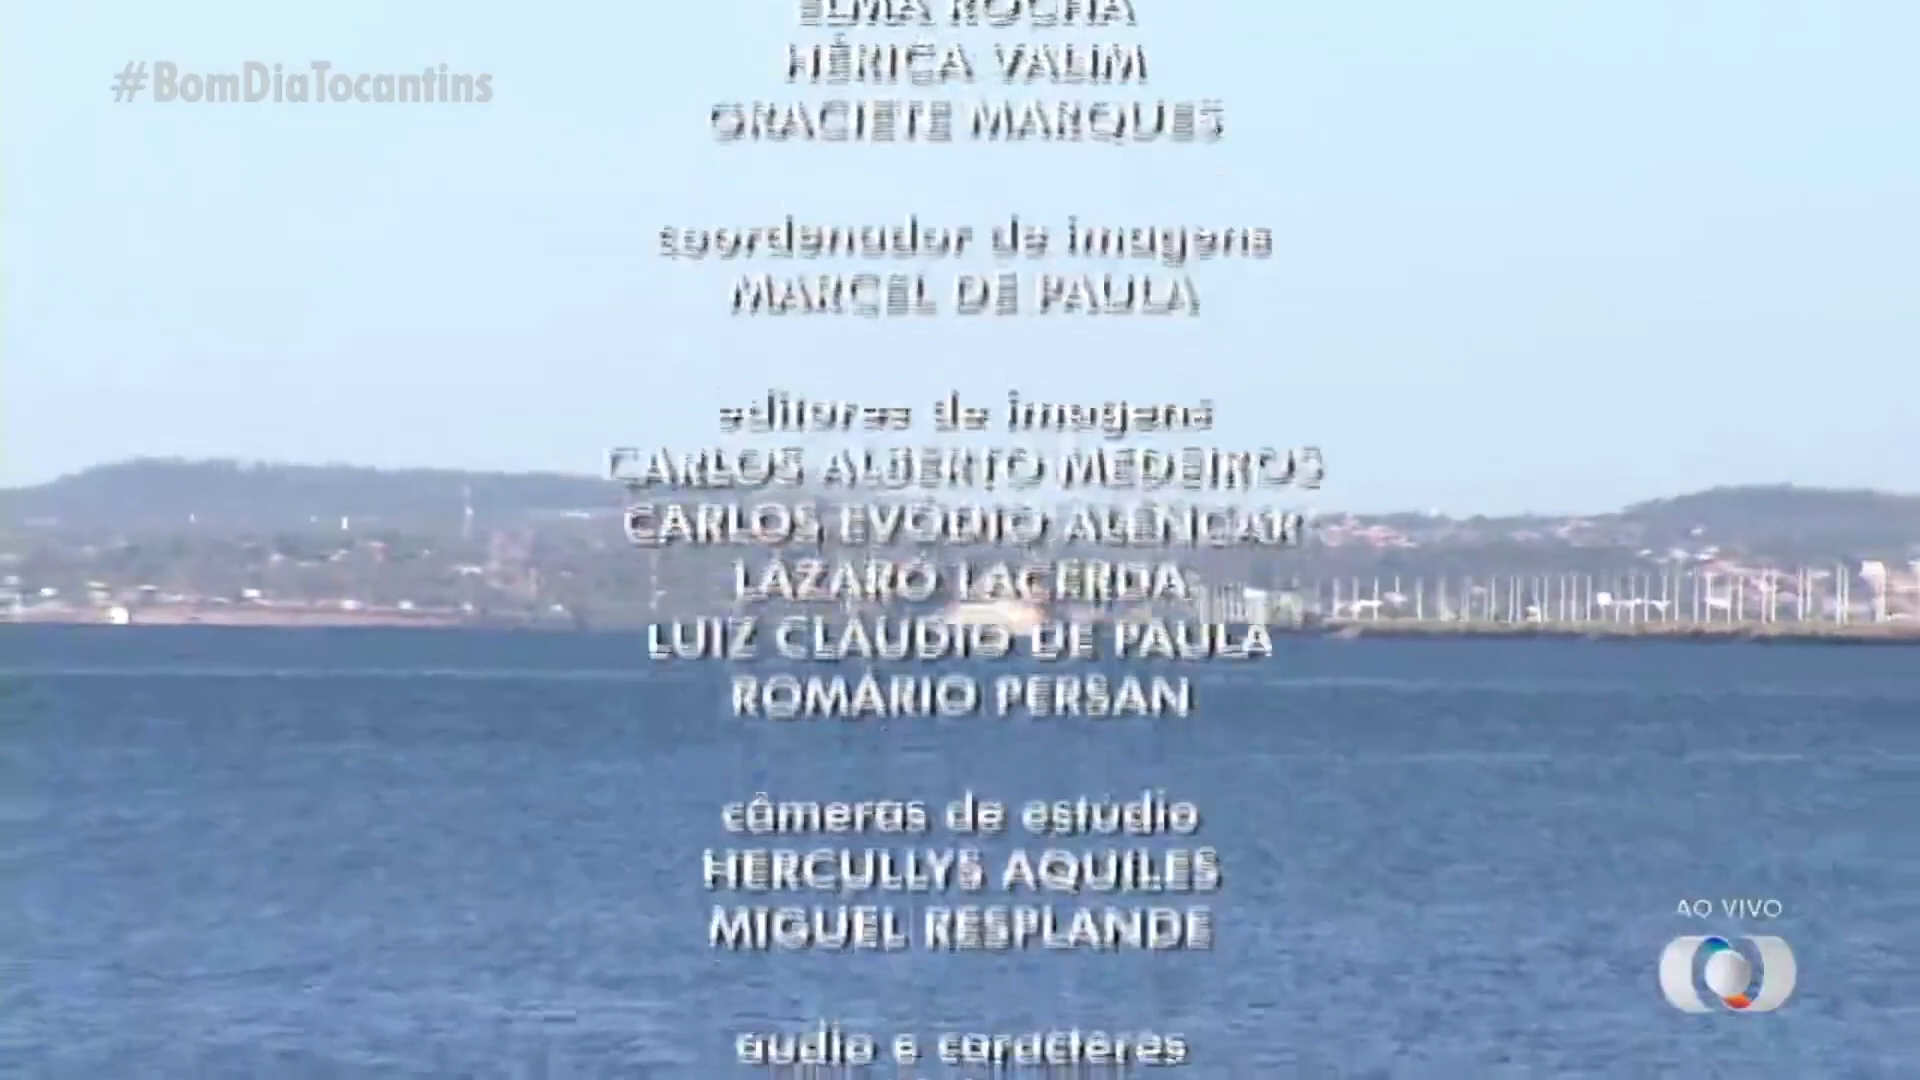 #BomDiaTocantins
ELMA ROCHA
HÉRICA VALIM
GRACIETE MARQUES
coordenador de imagens
MARCEL DE PAULA
editores de imagens
CARLOS ALBERTO MEDEIROS
CARLOS EVÓDIO ALENCAR
LÁZARO LACERDA
LUIZ CLÁUDIO DE PAULA
ROMÁRIO PERSAN
câmeras de estúdio
HERCULLYS AQUILES
MIGUEL RESPLANDE
áudio e caracteres
AO VIVO